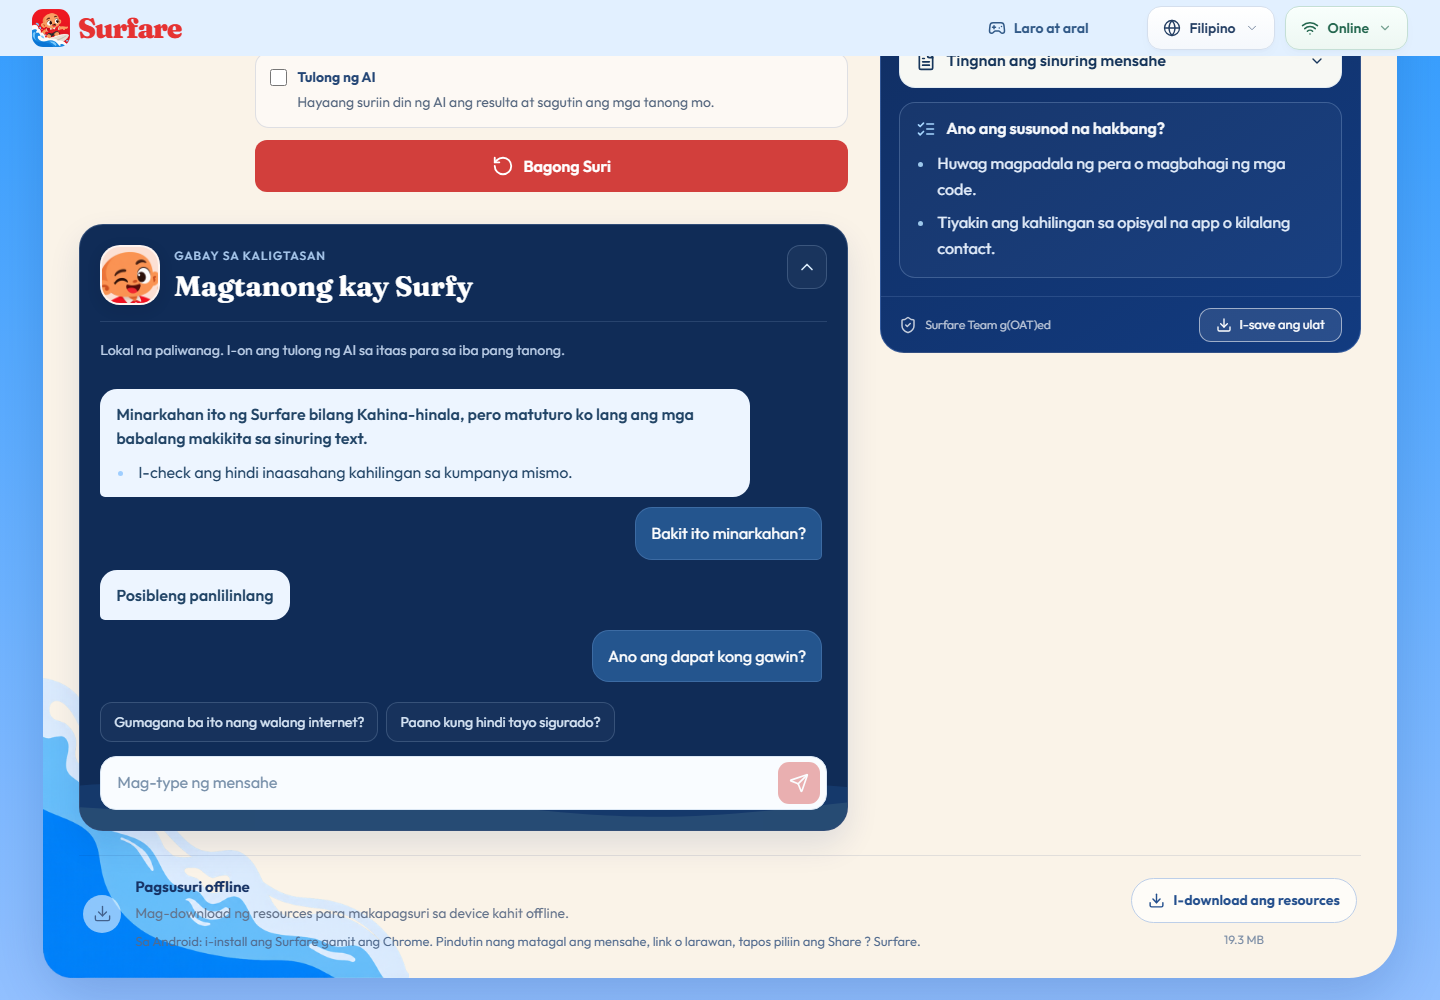 Surfare
Laro at aral
Filipino
Online
Tulong ng AI
Hayaang suriin din ng AI ang resulta at sagutin ang mga tanong mo.
Bagong Suri
GABAY SA KALIGTASAN
Magtanong kay Surfy
Lokal na paliwanag. I-on ang tulong ng AI sa itaas para sa iba pang tanong.
Minarkahan ito ng Surfare bilang Kahina-hinala, pero matuturo ko lang ang mga
babalang makikita sa sinuring text.
I-check ang hindi inaasahang kahilingan sa kumpanya mismo.
Bakit ito minarkahan?
Posibleng panlilinlang
Ano ang dapat kong gawin?
Gumagana ba ito nang walang internet?
Paano kung hindi tayo sigurado?
Mag-type ng mensahe
Tingnan ang sinuring mensahe
Ano ang susunod na hakbang?
Huwag magpadala ng pera o magbahagi ng mga
code.
Tiyakin ang kahilingan sa opisyal na app o kilalang
contact.
Surfare Team g(OAT)ed
I-save ang ulat
Pagsusuri offline
Mag-download ng resources para makapagsuri sa device kahit offline.
Android: i-install ang Surfare gamit ang Chrome. Pindutin nang matagal ang mensahe, link o larawan, tapos piliin ang Share ? Surfare.
I-download ang resources
19.3 MB